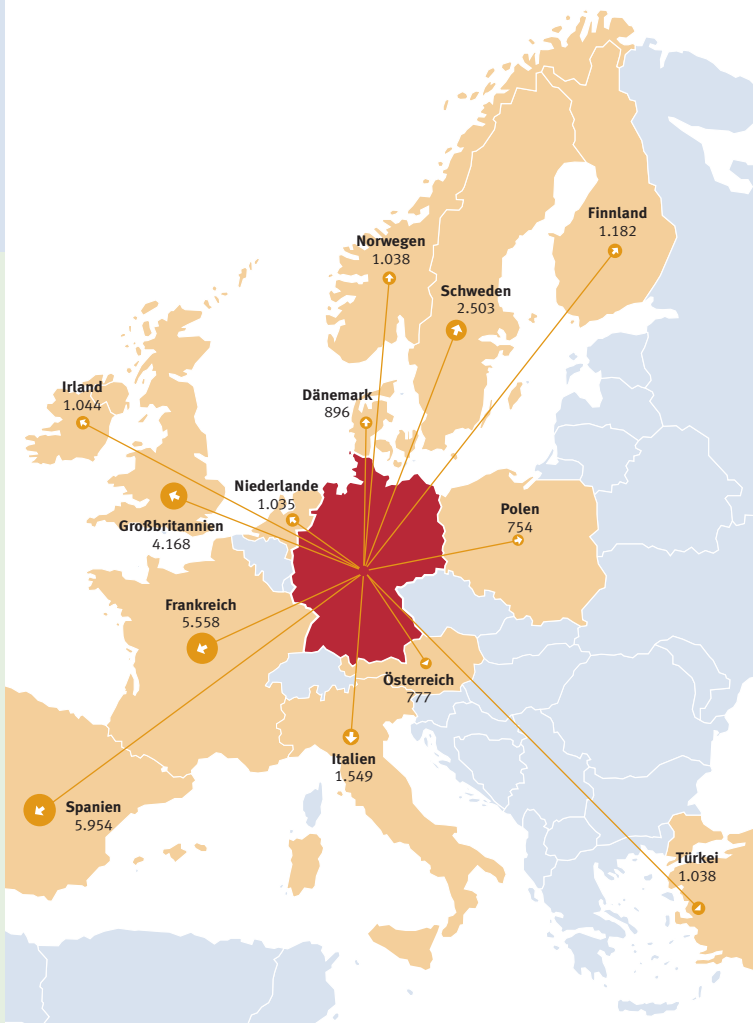 Finnland
1.182
Norwegen
1.038
Schweden
2.503
Irland
1.044
Dänemark
896
Niederlande
1.035
Großbritannien
4.168
Polen
754
Frankreich
5.558
Österreich
777
Italien
1.549
Spanien
5.954
Türkei
1.038